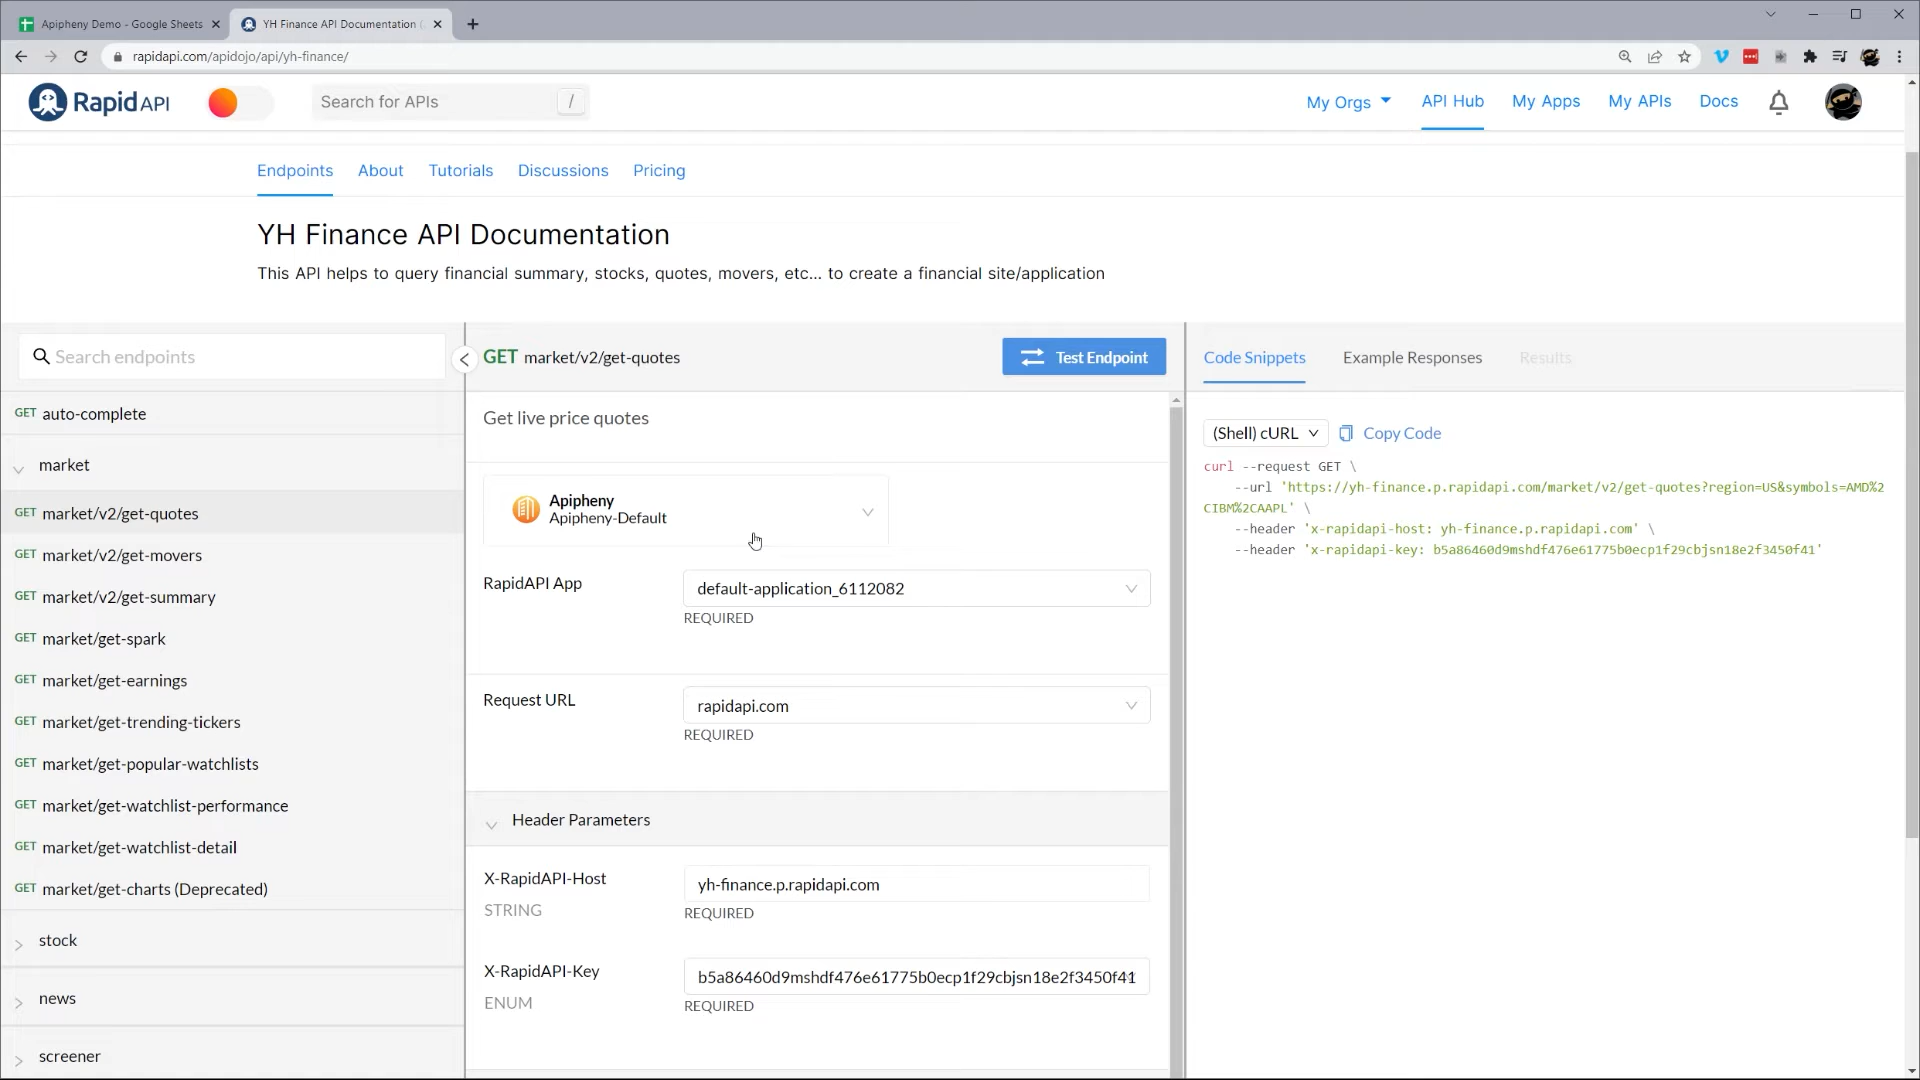 Apipheny Demo - Google Sheets
YH Finance API Documentation
rapidapi.com/apidojo/api/yh-finance/
Rapid API
Search for APIs
/
My Orgs
API Hub
My Apps
My APIs
Docs
Endpoints
About
Tutorials
Discussions
Pricing
YH Finance API Documentation
This API helps to query financial summary, stocks, quotes, movers, etc... to create a financial site/application
Search endpoints
GET auto-complete
market
GET market/v2/get-quotes
GET market/v2/get-movers
GET market/v2/get-summary
GET market/get-spark
GET market/get-earnings
GET market/get-trending-tickers
GET market/get-popular-watchlists
GET market/get-watchlist-performance
GET market/get-watchlist-detail
GET market/get-charts (Deprecated)
stock
news
screener
GET market/v2/get-quotes
Test Endpoint
Get live price quotes
Apipheny
Apipheny-Default
RapidAPI App
default-application_6112082
REQUIRED
Request URL
rapidapi.com
REQUIRED
Header Parameters
X-RapidAPI-Host
yh-finance.p.rapidapi.com
STRING
REQUIRED
X-RapidAPI-Key
b5a86460d9mshdf476e61775b0ecp1f29cbjsn18e2f3450f41
ENUM
REQUIRED
Code Snippets
Example Responses
Results
(Shell) cURL
Copy Code
curl --request GET \
--url 'https://yh-finance.p.rapidapi.com/market/v2/get-quotes?region=US&symbols=AMD%2
CIBM%2CAAPL' \
--header 'x-rapidapi-host: yh-finance.p.rapidapi.com' \
--header 'x-rapidapi-key: b5a86460d9mshdf476e61775b0ecp1f29cbjsn18e2f3450f41'